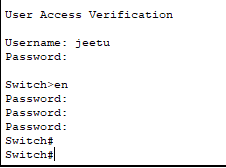 User Access Verification
Username: jeetu
Password:
Switch>en
Password:
Password:
Password:
Switch#
Switch#